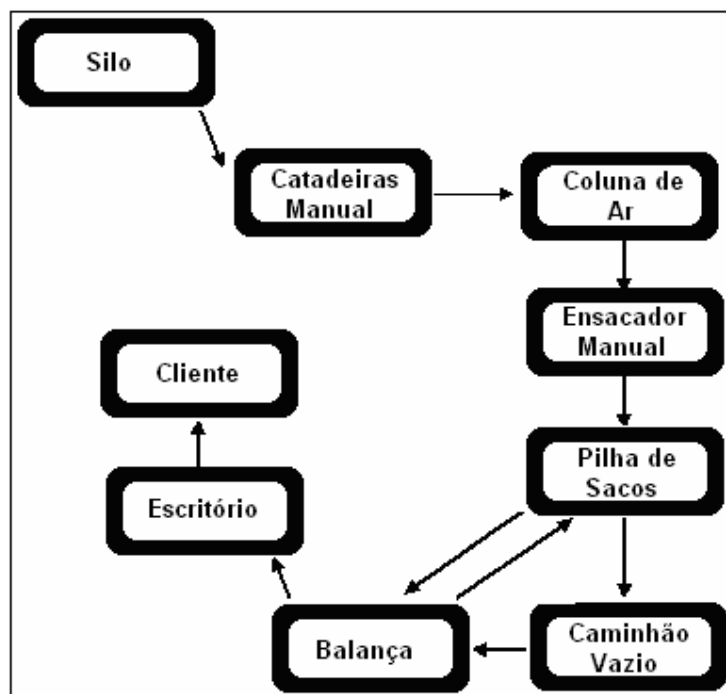 Silo
Catadeiras
Manual
Coluna de
Ar
Ensacador
Manual
Pilha de
Sacos
Caminhão
Vazio
Balança
Escritório
Cliente